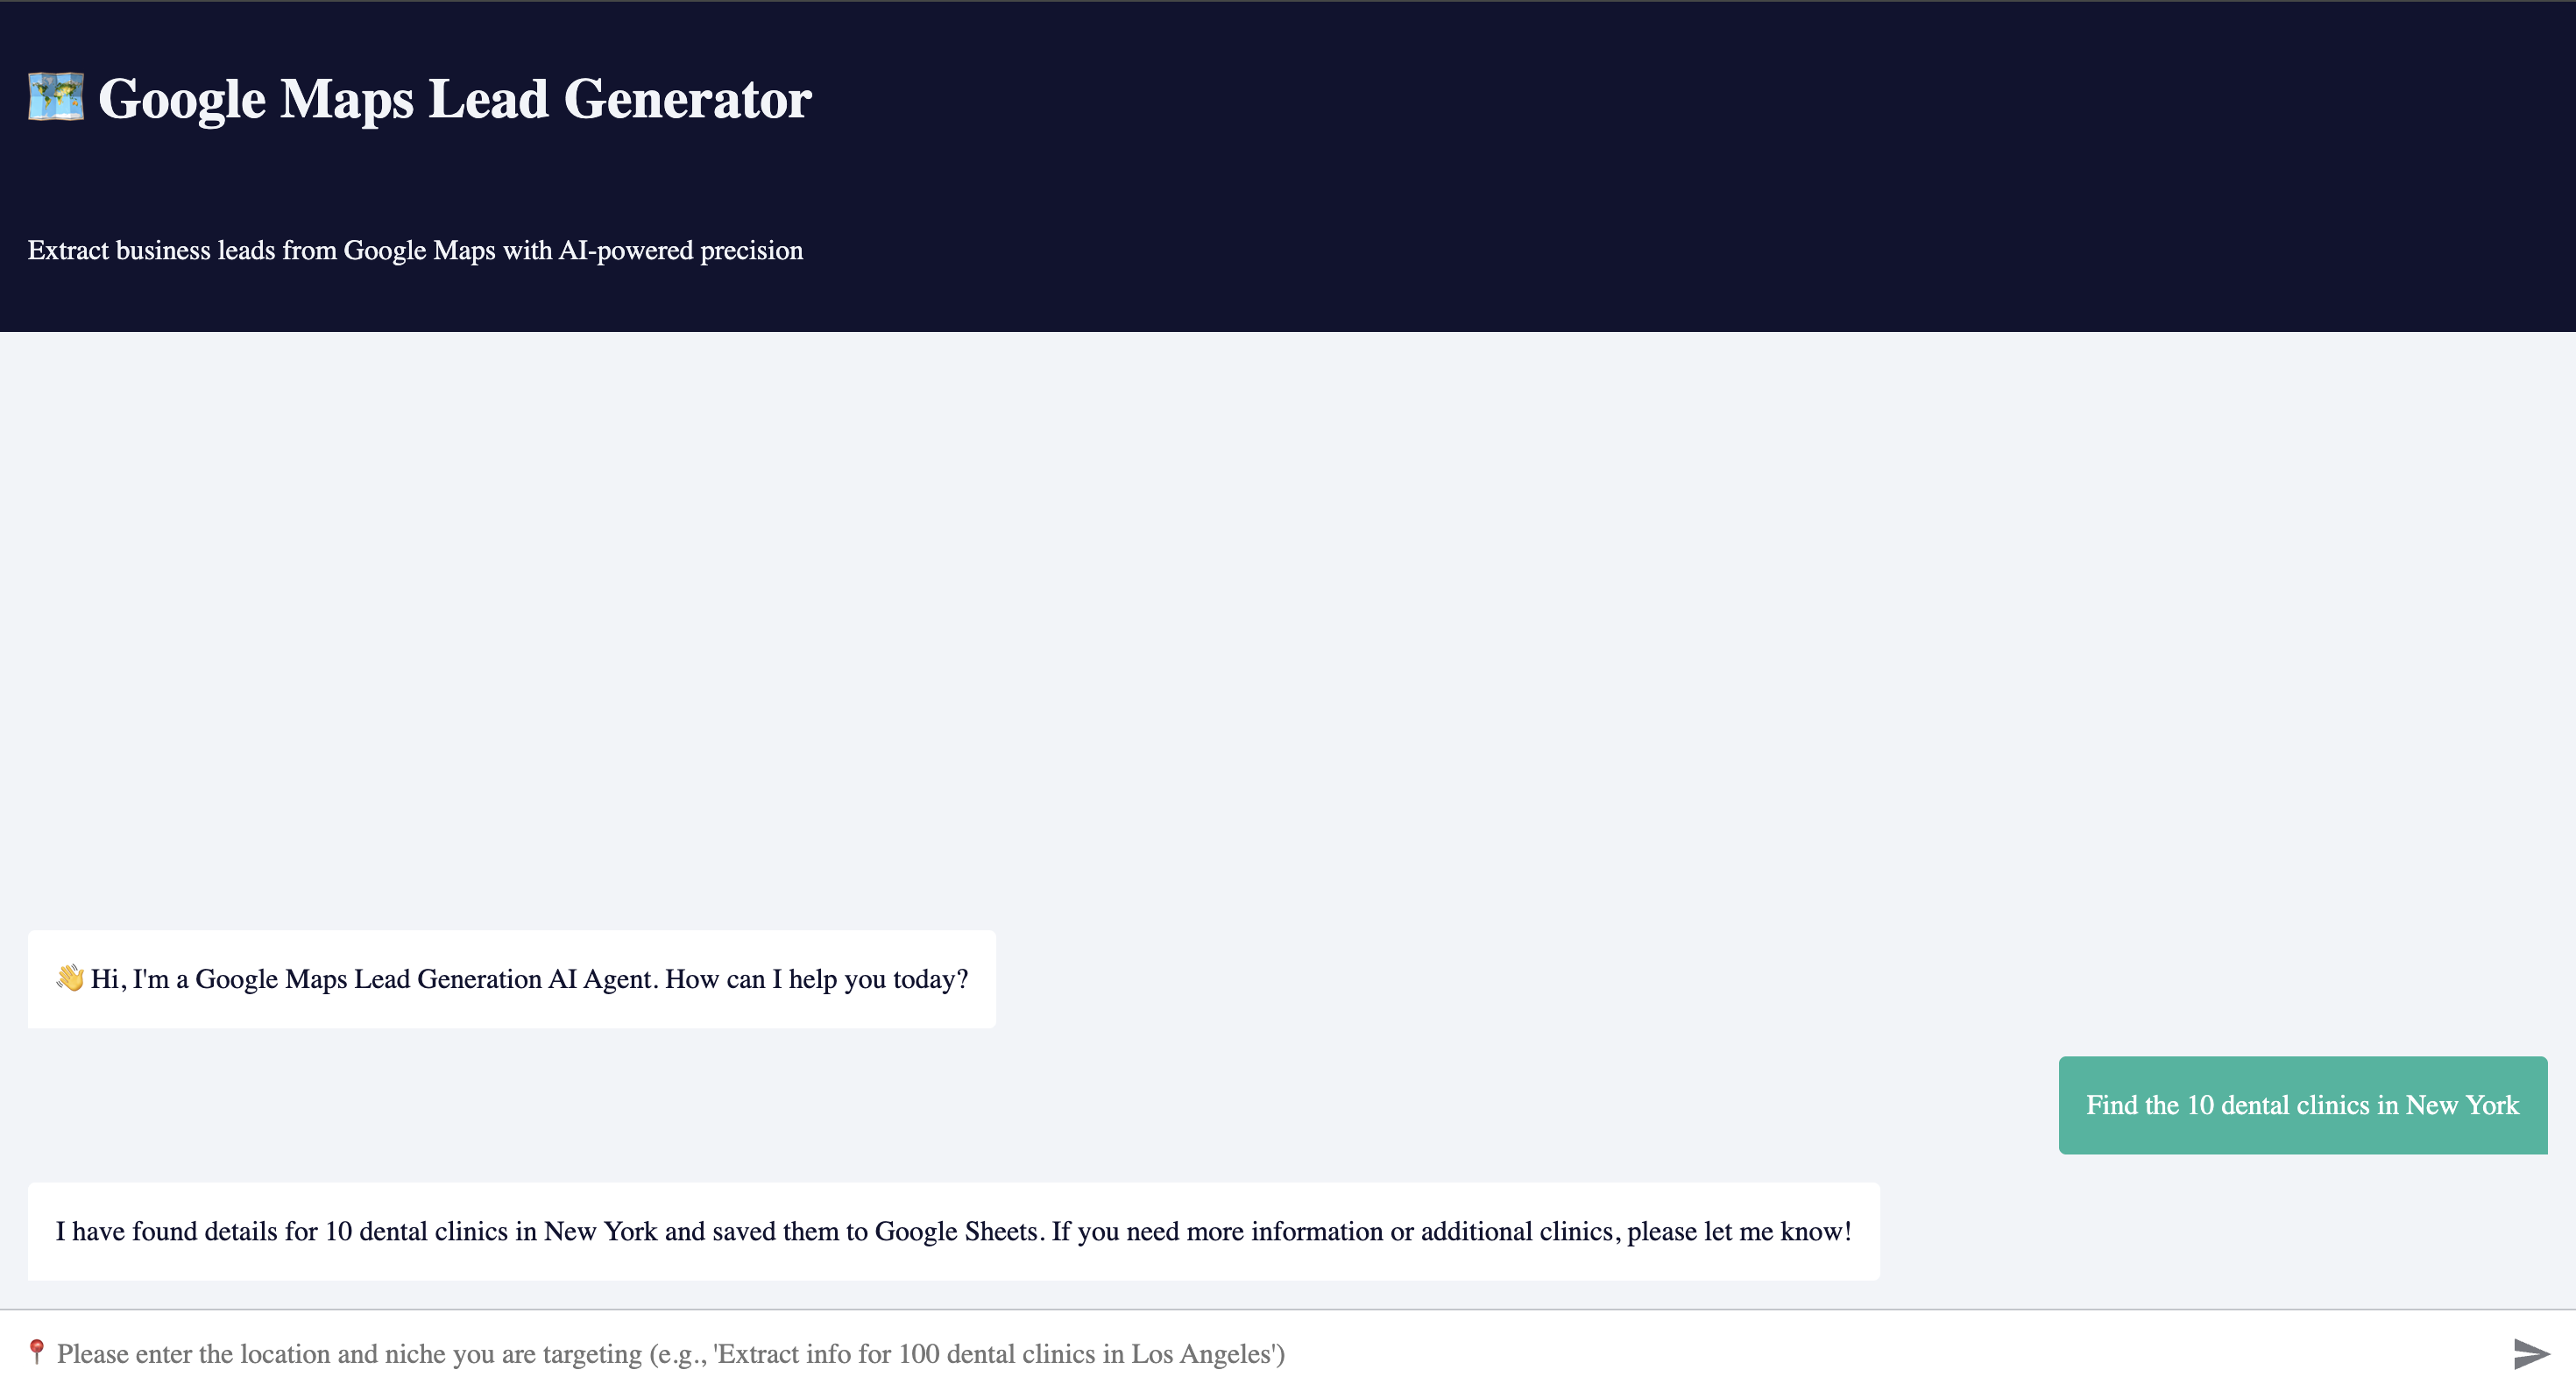 🗺️ Google Maps Lead Generator
Extract business leads from Google Maps with AI-powered precision
👋 Hi, I'm a Google Maps Lead Generation AI Agent. How can I help you today?
Find the 10 dental clinics in New York
I have found details for 10 dental clinics in New York and saved them to Google Sheets. If you need more information or additional clinics, please let me know!
📍 Please enter the location and niche you are targeting (e.g., 'Extract info for 100 dental clinics in Los Angeles')